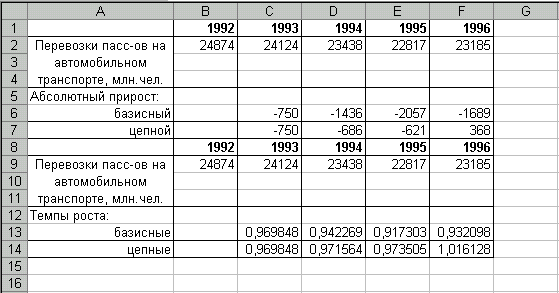 A B C D E F G
1 1992 1993 1994 1995 1996
2 Перевозки пасс-ов на 24874 24124 23438 22817 23185
3 автомобильном
4 транспорте, млн.чел.
5 Абсолютный прирост:
6 базисный -750 -1436 -2057 -1689
7 цепной -750 -686 -621 368
8 1992 1993 1994 1995 1996
9 Перевозки пасс-ов на 24874 24124 23438 22817 23185
10 автомобильном
11 транспорте, млн.чел.
12 Темпы роста:
13 базисные 0,969848 0,942269 0,917303 0,932098
14 цепные 0,969848 0,971564 0,973505 1,016128
15
16